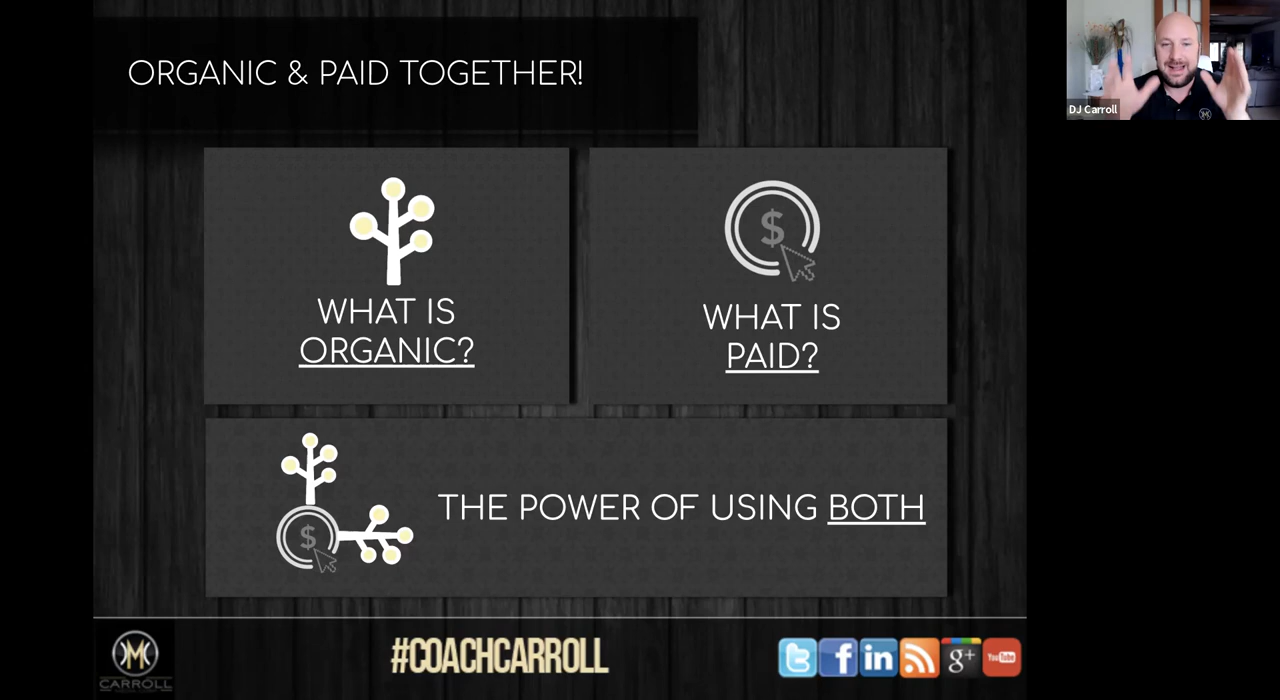 ORGANIC & PAID TOGETHER!
DJ Carroll
$
WHAT IS
ORGANIC?
$
WHAT IS
PAID?
$
THE POWER OF USING BOTH
CARROLL
#COACHCARROLL
t
f
in
g+
YouTube